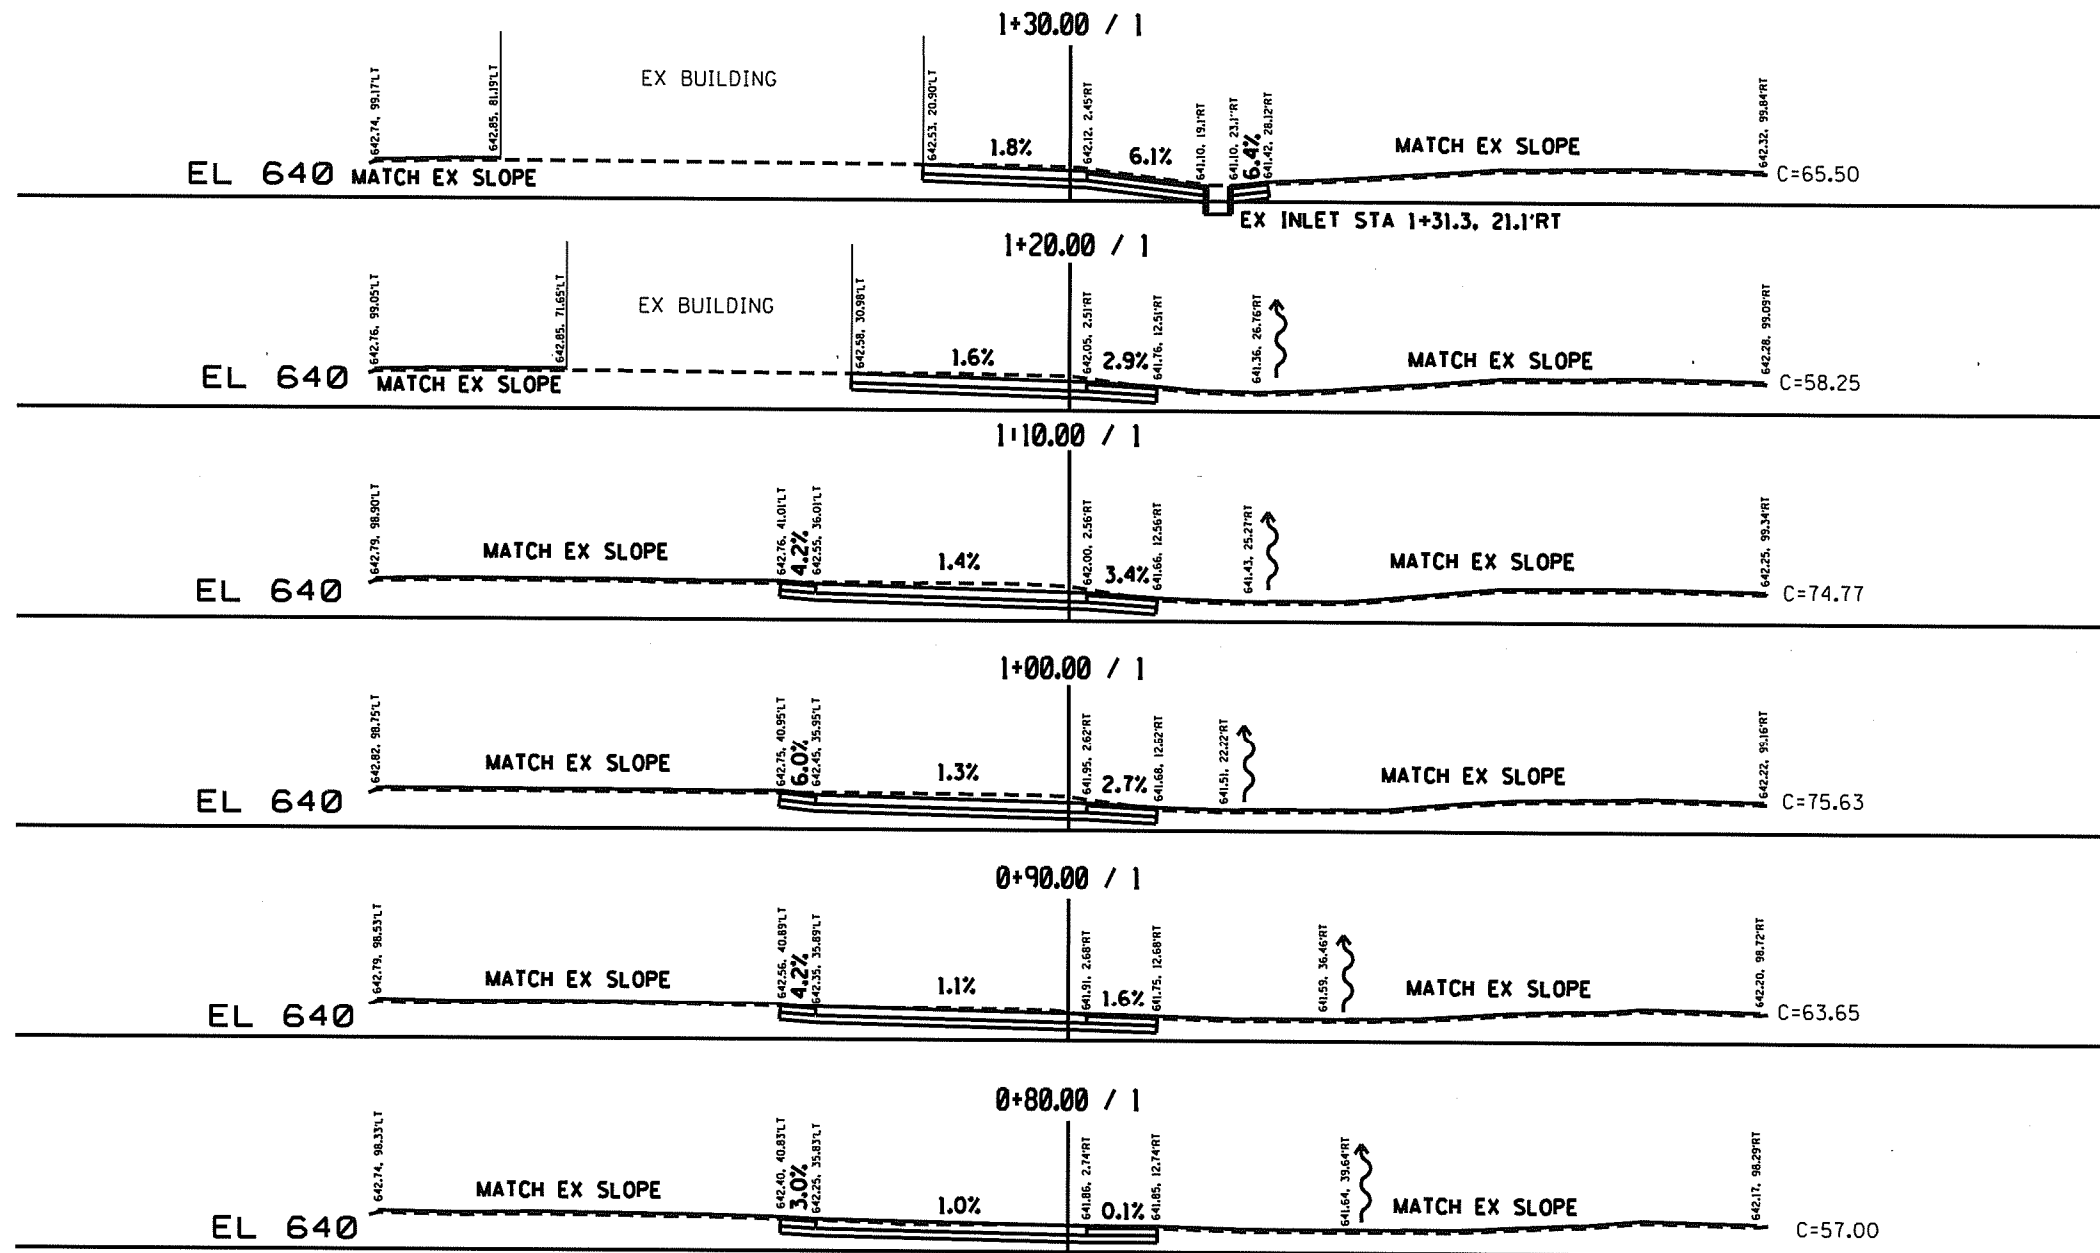 1+30.00 / 1
EX BUILDING
642.74, 99.17'LT
642.85, 81.19'LT
642.53, 20.90'LT
1.8%
642.12, 2.45'RT
6.1%
641.10, 19.1'RT
641.10, 23.1'RT
6.4%
641.42, 28.12'RT
MATCH EX SLOPE
642.32, 99.84'RT
EL 640
MATCH EX SLOPE
C=65.50
EX INLET STA 1+31.3, 21.1'RT
1+20.00 / 1
EX BUILDING
642.76, 99.05'LT
642.85, 71.65'LT
642.58, 30.98'LT
1.6%
642.05, 2.51'RT
2.9%
641.76, 12.51'RT
641.36, 26.76'RT
MATCH EX SLOPE
642.28, 99.09'RT
EL 640
MATCH EX SLOPE
C=58.25
1+10.00 / 1
642.79, 98.90'LT
MATCH EX SLOPE
642.76, 41.01'LT
4.2%
642.55, 36.01'LT
1.4%
642.00, 2.56'RT
3.4%
641.66, 12.56'RT
641.43, 25.27'RT
MATCH EX SLOPE
642.25, 99.34'RT
EL 640
C=74.77
1+00.00 / 1
642.82, 98.75'LT
MATCH EX SLOPE
642.75, 40.95'LT
6.0%
642.45, 35.95'LT
1.3%
641.95, 2.62'RT
2.7%
641.68, 12.62'RT
641.51, 22.22'RT
MATCH EX SLOPE
642.22, 99.16'RT
EL 640
C=75.63
0+90.00 / 1
642.79, 98.53'LT
MATCH EX SLOPE
642.56, 40.89'LT
4.2%
642.35, 35.89'LT
1.1%
641.91, 2.68'RT
1.6%
641.75, 12.68'RT
641.59, 36.46'RT
MATCH EX SLOPE
642.20, 98.72'RT
EL 640
C=63.65
0+80.00 / 1
642.74, 98.33'LT
MATCH EX SLOPE
642.40, 40.83'LT
3.0%
642.25, 35.83'LT
1.0%
641.86, 2.74'RT
0.1%
641.85, 12.74'RT
641.64, 39.64'RT
MATCH EX SLOPE
642.17, 98.29'RT
EL 640
C=57.00